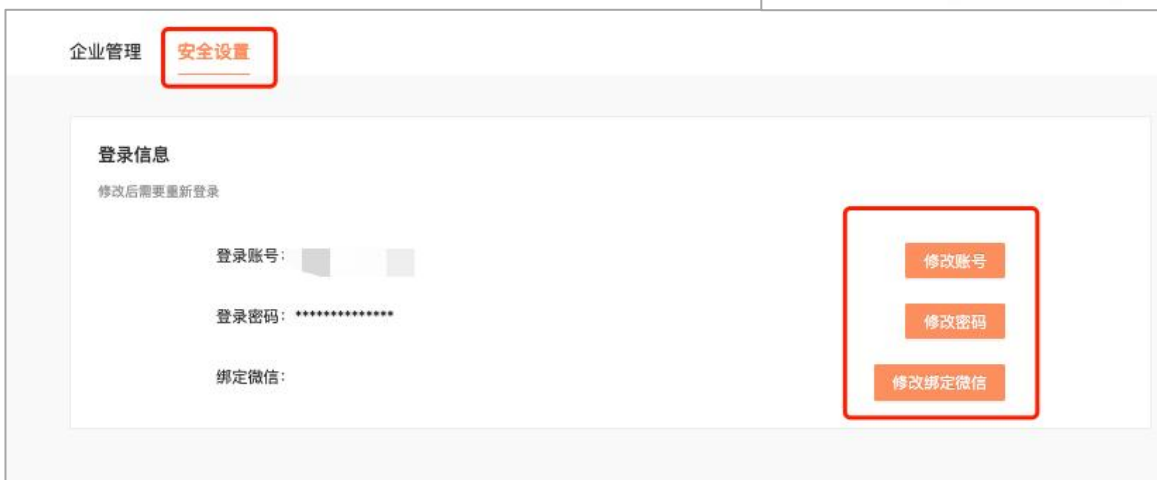 企业管理 安全设置
登录信息
修改后需要重新登录
登录账号: 修改账号
登录密码: ************** 修改密码
绑定微信: 修改绑定微信